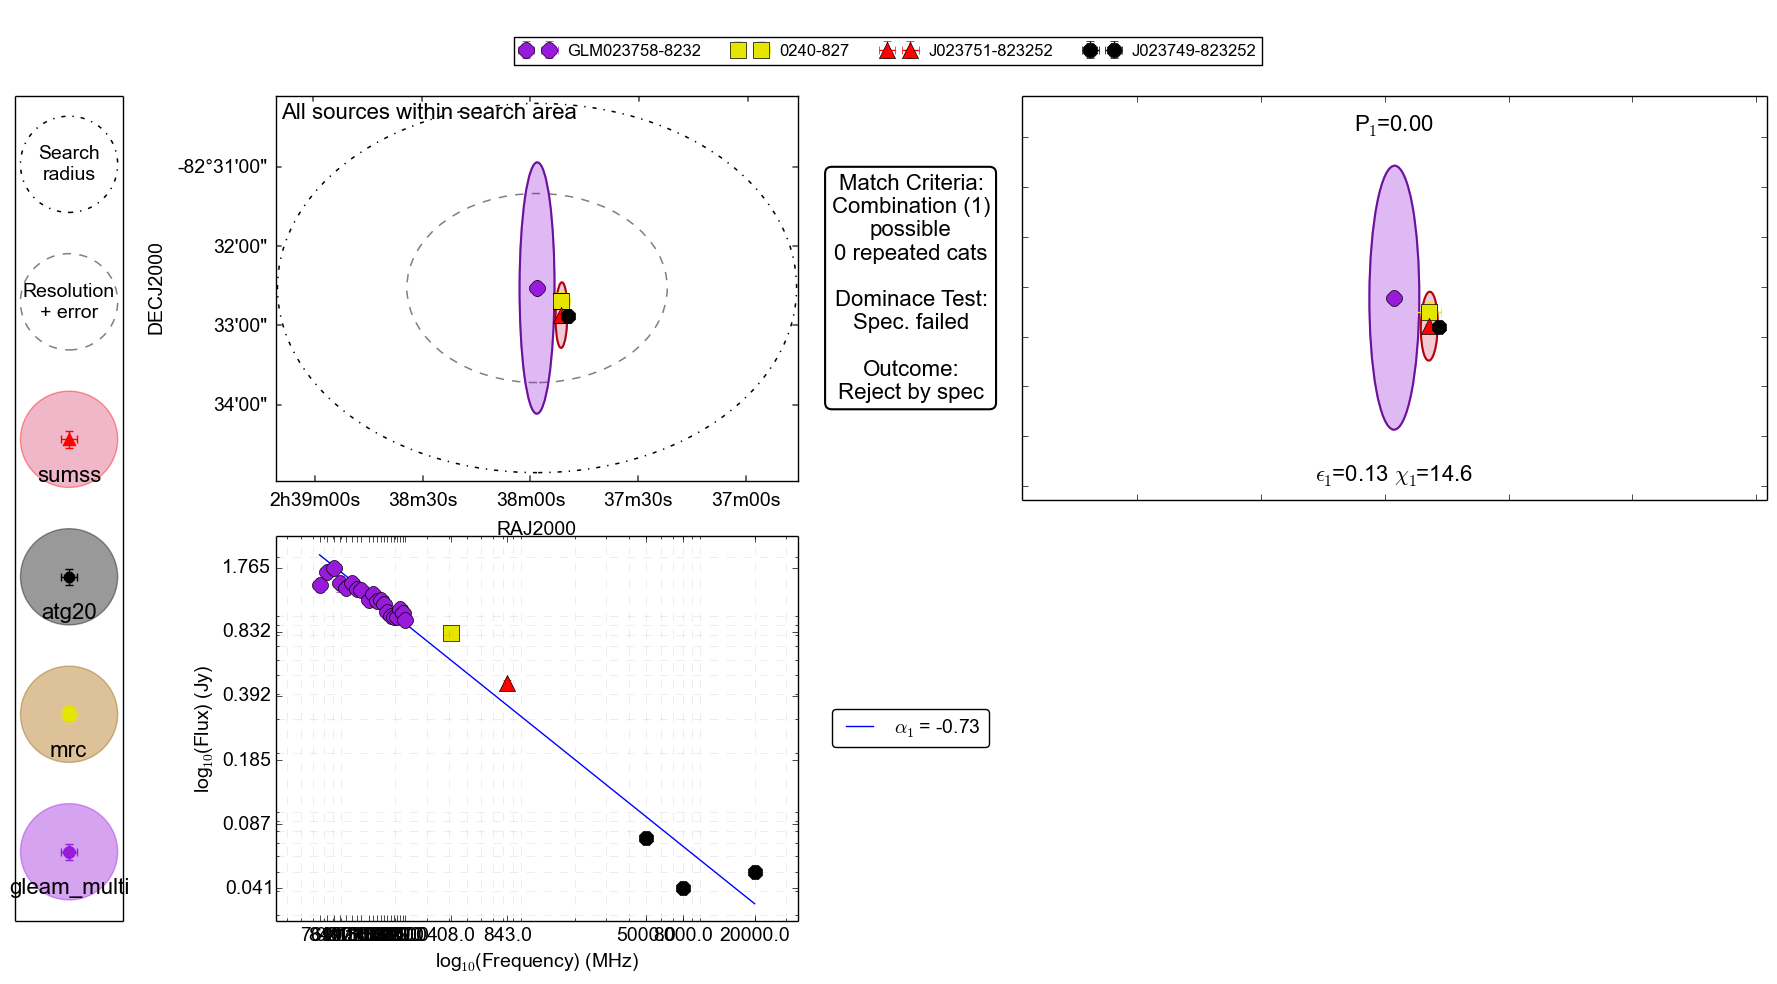 GLM023758-8232 0240-827 J023751-823252 J023749-823252
Search
radius
Resolution
+ error
sumss
atg20
mrc
gleam_multi
All sources within search area
DECJ2000
-82°31'00"
32'00"
33'00"
34'00"
2h39m00s 38m30s 38m00s 37m30s 37m00s
RAJ2000
Match Criteria:
Combination (1)
possible
0 repeated cats
Dominace Test:
Spec. failed
Outcome:
Reject by spec
P₁=0.00
ϵ₁=0.13 χ₁=14.6
log₁₀(Flux) (Jy)
1.765
0.832
0.392
0.185
0.087
0.041
408.0 843.0 5000.0 8000.0 20000.0
log₁₀(Frequency) (MHz)
α₁ = -0.73